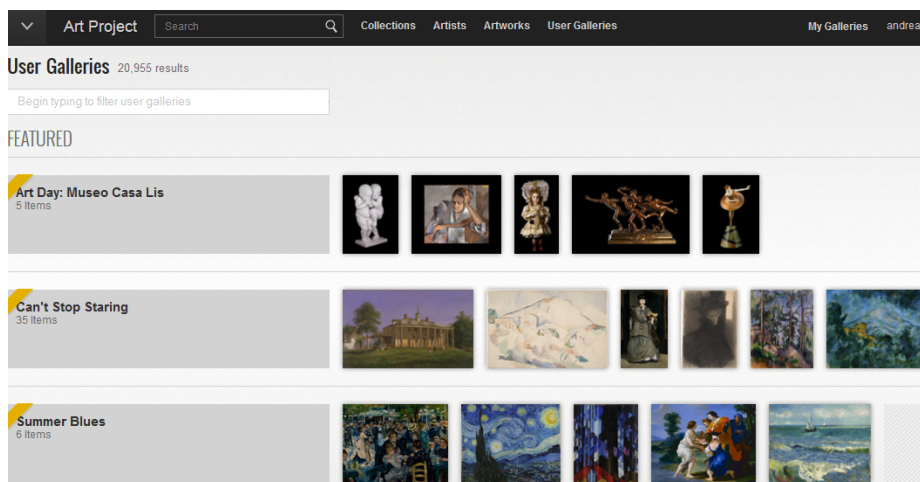 Art Project Search Collections Artists Artworks User Galleries My Galleries andrea
User Galleries 20,955 results
Begin typing to filter user galleries
FEATURED
Art Day: Museo Casa Lis
5 Items
Can't Stop Staring
35 Items
Summer Blues
6 Items